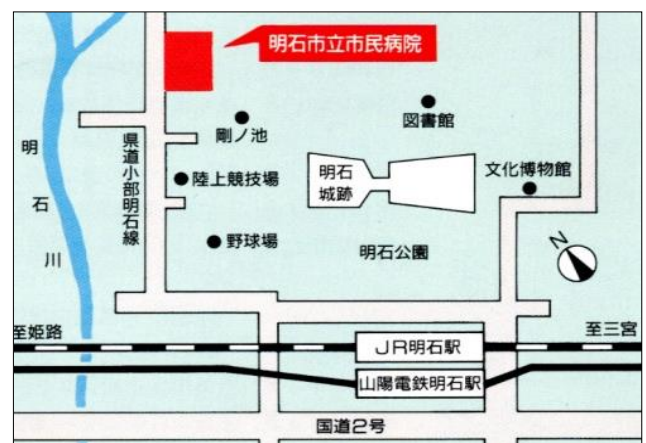 明石市立市民病院
図書館
剛ノ池
県道小部明石線
明石川
陸上競技場
明石
城跡
文化博物館
野球場
明石公園
N
至姫路
至三宮
JR明石駅
山陽電鉄明石駅
国道2号